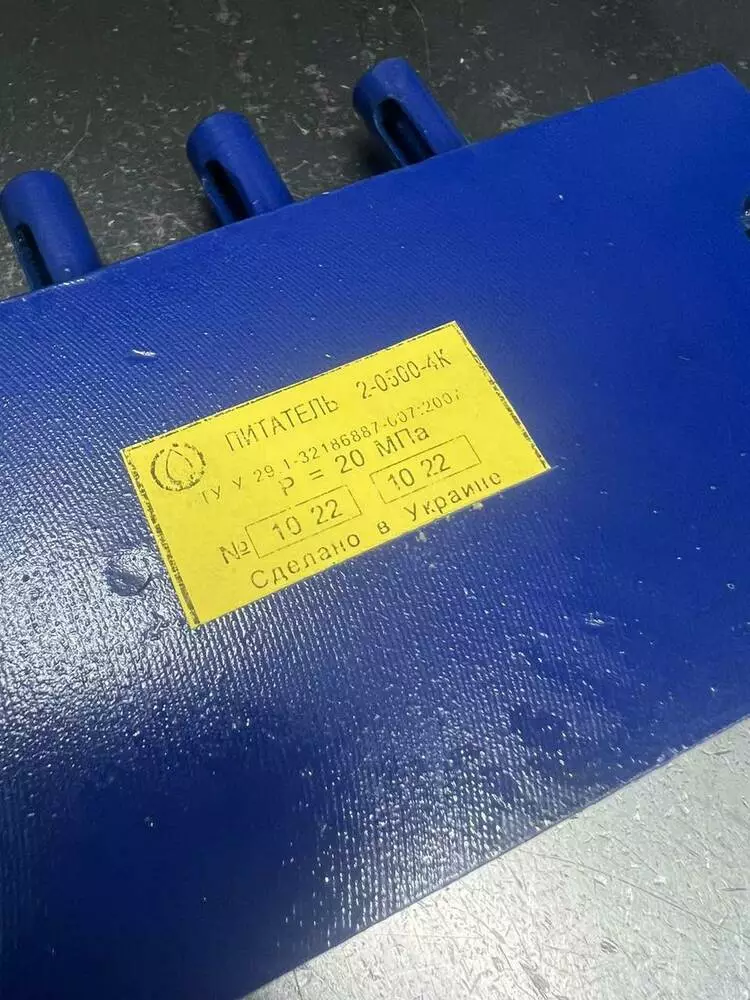 ПИТАТЕЛЬ 2-0500-4К
ТУ У 29.1-32186887-007:2007
Р = 20 МПа
№ 10 22 10 22
Сделано в Украине